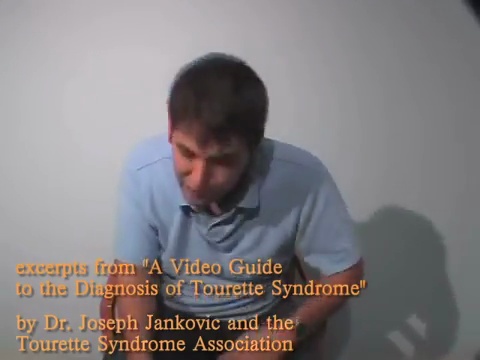 excerpts from "A Video Guide
to the Diagnosis of Tourette Syndrome"
by Dr. Joseph Jankovic and the
Tourette Syndrome Association